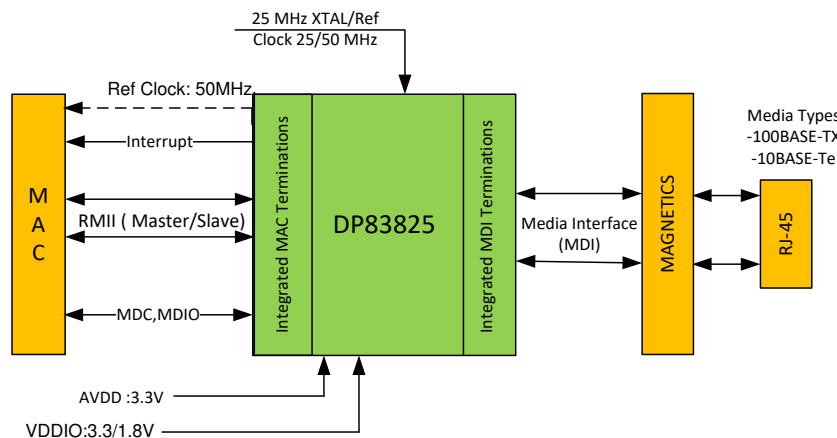 25 MHz XTAL/Ref
Clock 25/50 MHz
Ref Clock: 50MHz
Interrupt
RMII ( Master/Slave)
MDC,MDIO
MAC
Integrated MAC Terminations
DP83825
Integrated MDI Terminations
Media Interface
(MDI)
MAGNETICS
Media Types
-100BASE-TX
-10BASE-Te
RJ-45
AVDD :3.3V
VDDIO:3.3/1.8V